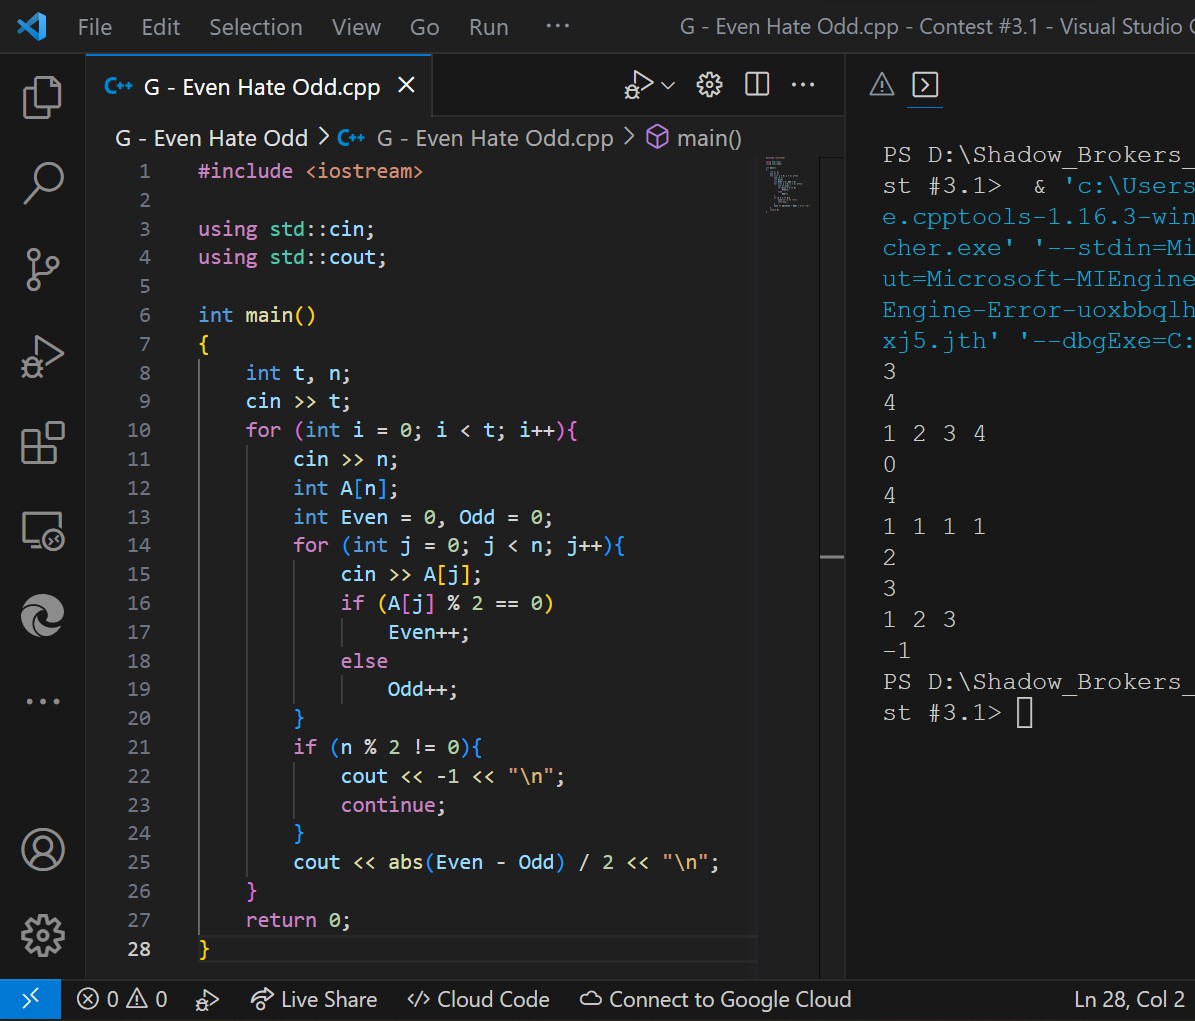 File Edit Selection View Go Run ··· G - Even Hate Odd.cpp - Contest #3.1 - Visual Studio
C++ G - Even Hate Odd.cpp
G - Even Hate Odd > C++ G - Even Hate Odd.cpp > main()
1 #include <iostream>
2
3 using std::cin;
4 using std::cout;
5
6 int main()
7 {
8     int t, n;
9     cin >> t;
10     for (int i = 0; i < t; i++){
11         cin >> n;
12         int A[n];
13         int Even = 0, Odd = 0;
14         for (int j = 0; j < n; j++){
15             cin >> A[j];
16             if (A[j] % 2 == 0)
17                 Even++;
18             else
19                 Odd++;
20         }
21         if (n % 2 != 0){
22             cout << -1 << "\n";
23             continue;
24         }
25         cout << abs(Even - Odd) / 2 << "\n";
26     }
27     return 0;
28 }
PS D:\Shadow_Brokers_
st #3.1>  & 'c:\Users
e.cpptools-1.16.3-win
cher.exe' '--stdin=Mi
ut=Microsoft-MIEngine
Engine-Error-uoxbbqlh
xj5.jth' '--dbgExe=C:
3
4
1 2 3 4
0
4
1 1 1 1
2
3
1 2 3
-1
PS D:\Shadow_Brokers_
st #3.1>
0 0 Live Share </> Cloud Code Connect to Google Cloud Ln 28, Col 2